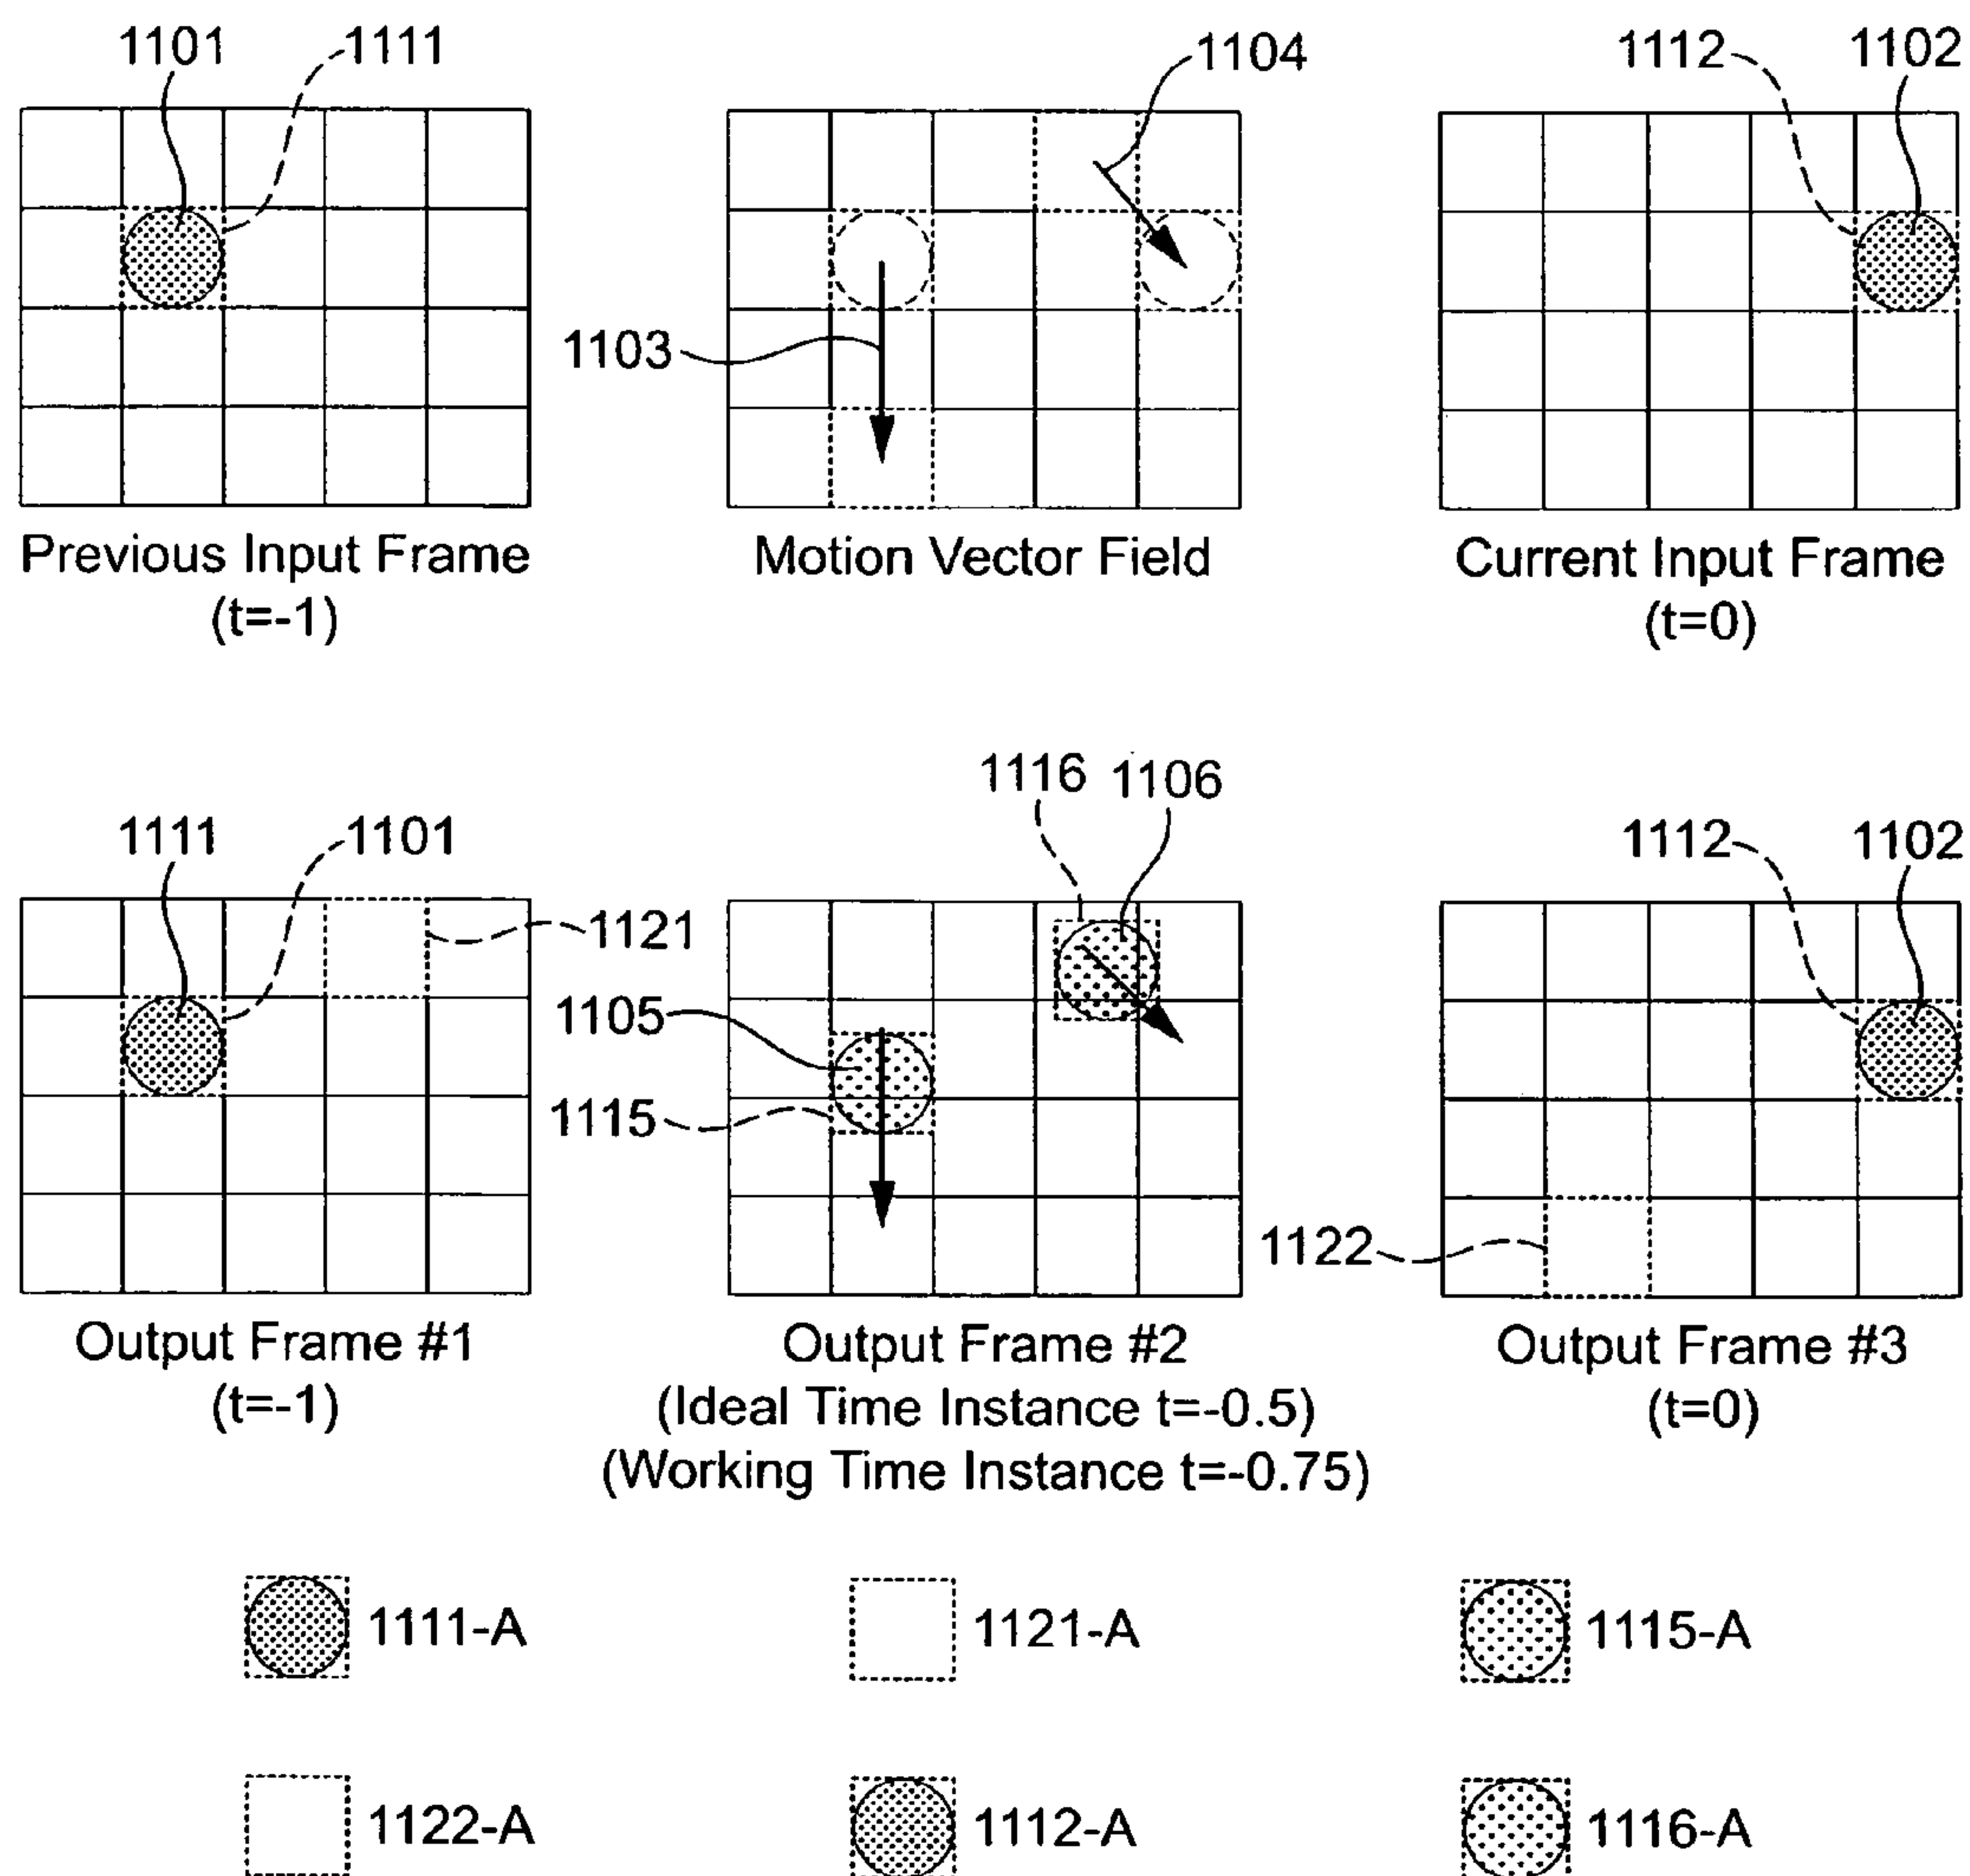 1101 1111 1104 1112 1102
1103
Previous Input Frame
(t=-1)
Motion Vector Field
Current Input Frame
(t=0)
1116 1106
1111 1101 1112 1102
1121
1105
1115
1122
Output Frame #1
(t=-1)
Output Frame #2
(Ideal Time Instance t=-0.5)
(Working Time Instance t=-0.75)
Output Frame #3
(t=0)
1111-A 1121-A 1115-A
1122-A 1112-A 1116-A